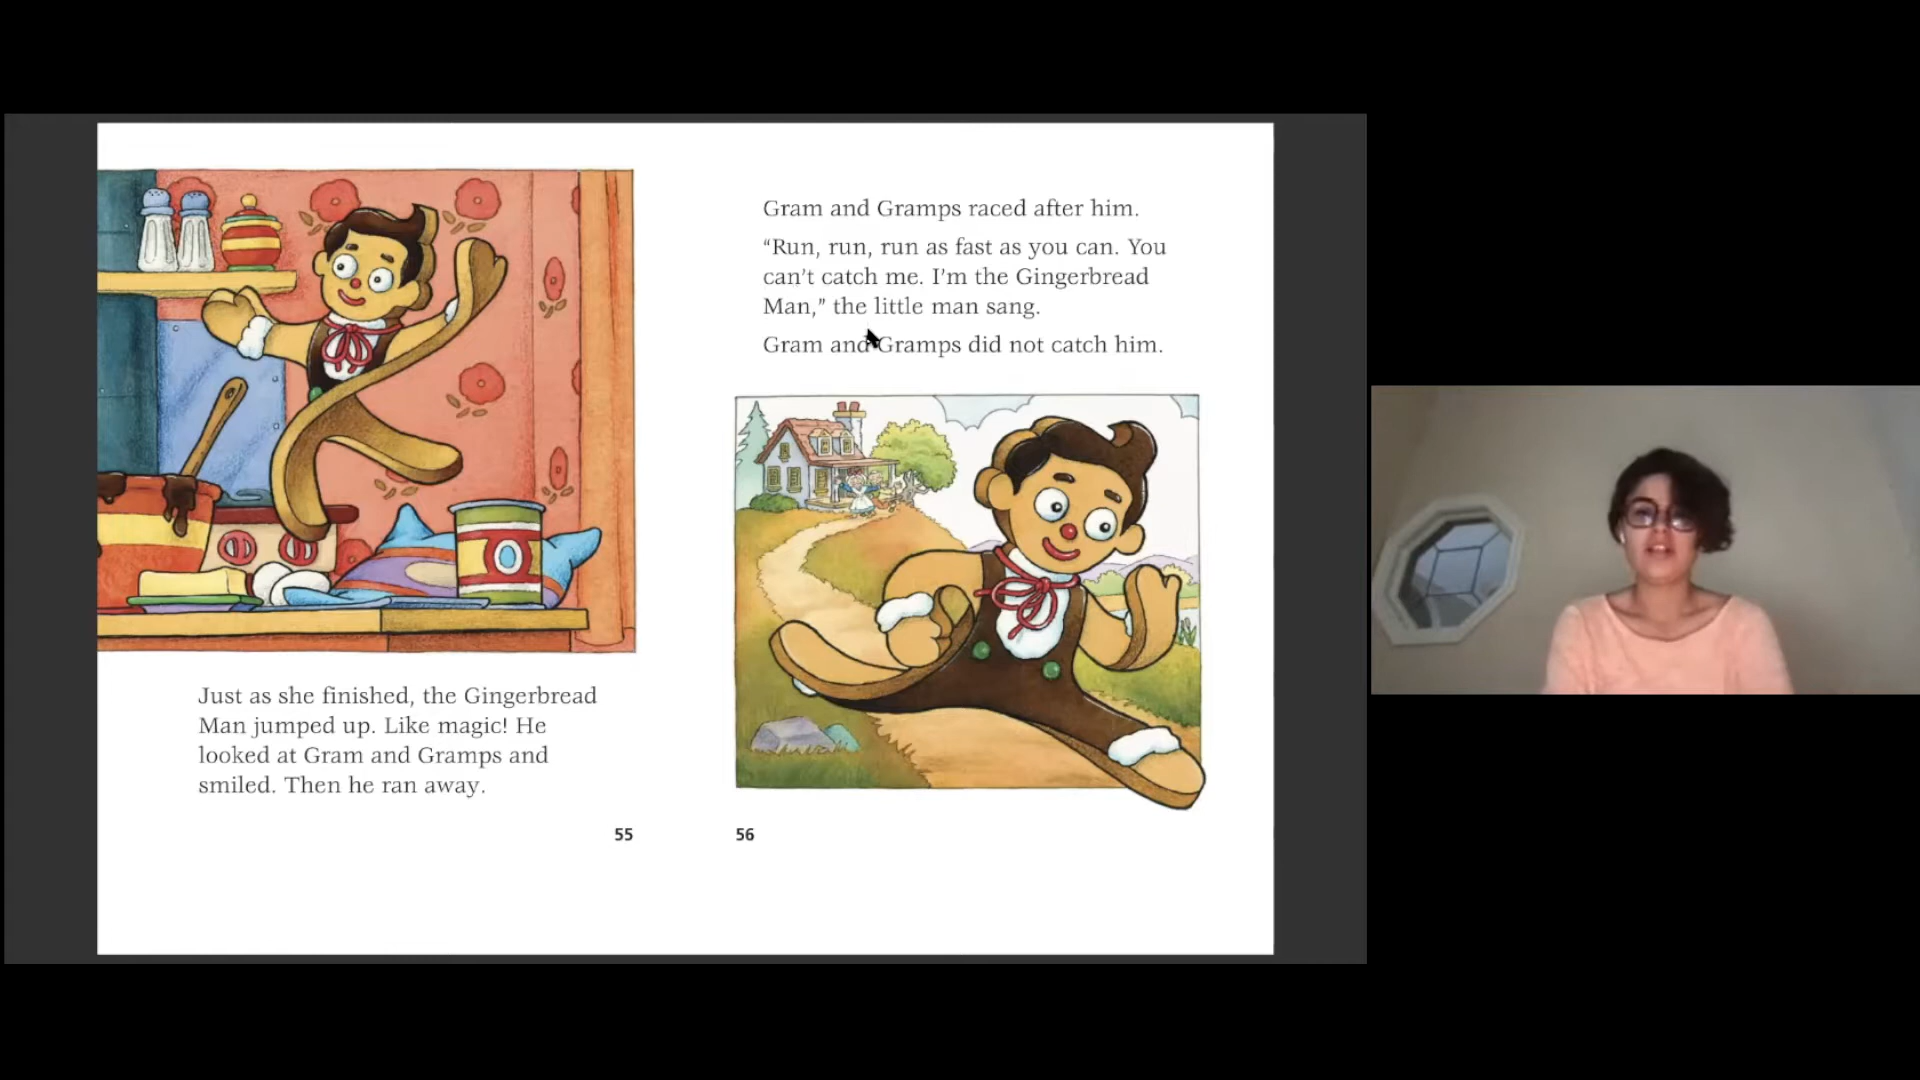 Just as she finished, the Gingerbread
Man jumped up. Like magic! He
looked at Gram and Gramps and
smiled. Then he ran away.
55
Gram and Gramps raced after him.
“Run, run, run as fast as you can. You
can’t catch me. I’m the Gingerbread
Man,” the little man sang.
Gram and Gramps did not catch him.
56